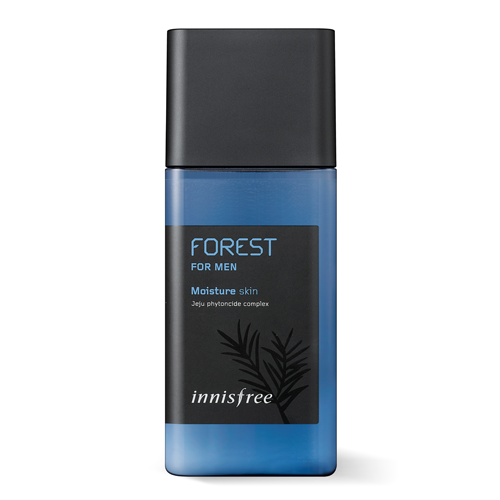 FOREST
FOR MEN
Moisture skin
Jeju phytoncide complex
innisfree